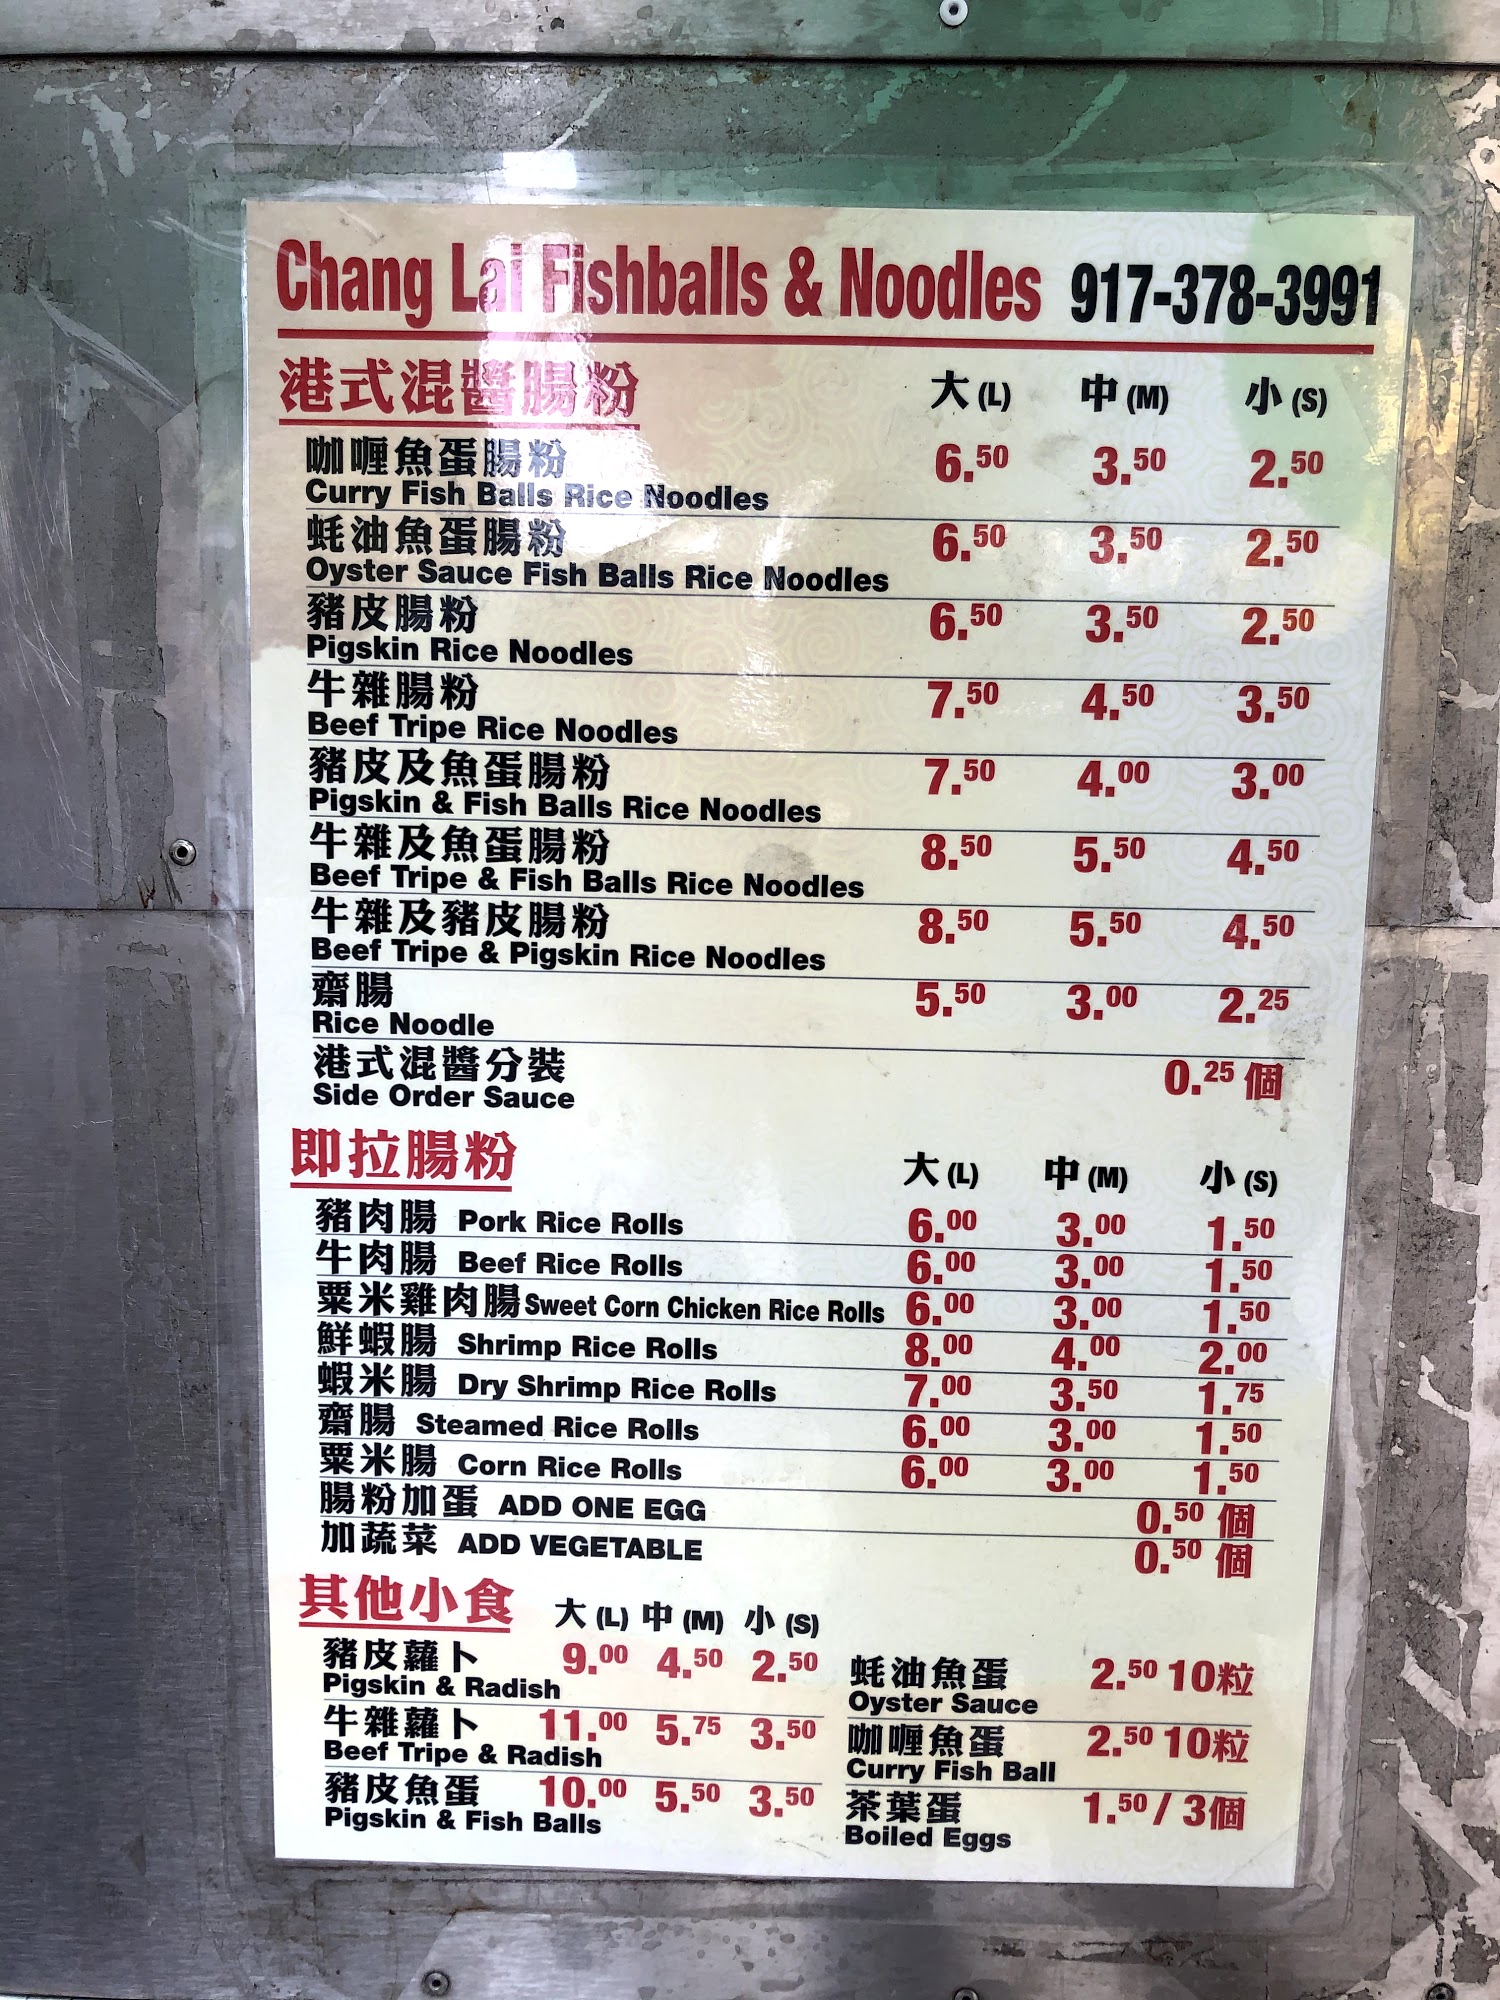 Chang Lai Fishballs & Noodles 917-378-3991
港式混醬腸粉 大(L) 中(M) 小(S)
咖喱魚蛋腸粉 6.50 3.50 2.50
Curry Fish Balls Rice Noodles
蚝油魚蛋腸粉 6.50 3.50 2.50
Oyster Sauce Fish Balls Rice Noodles
豬皮腸粉 6.50 3.50 2.50
Pigskin Rice Noodles
牛雜腸粉 7.50 4.50 3.50
Beef Tripe Rice Noodles
豬皮及魚蛋腸粉 7.50 4.00 3.00
Pigskin & Fish Balls Rice Noodles
牛雜及魚蛋腸粉 8.50 5.50 4.50
Beef Tripe & Fish Balls Rice Noodles
牛雜及豬皮腸粉 8.50 5.50 4.50
Beef Tripe & Pigskin Rice Noodles
齋腸 5.50 3.00 2.25
Rice Noodle
港式混醬分裝 0.25 個
Side Order Sauce
即拉腸粉 大(L) 中(M) 小(S)
豬肉腸 Pork Rice Rolls 6.00 3.00 1.50
牛肉腸 Beef Rice Rolls 6.00 3.00 1.50
粟米雞肉腸 Sweet Corn Chicken Rice Rolls 6.00 3.00 1.50
鮮蝦腸 Shrimp Rice Rolls 8.00 4.00 2.00
蝦米腸 Dry Shrimp Rice Rolls 7.00 3.50 1.75
齋腸 Steamed Rice Rolls 6.00 3.00 1.50
粟米腸 Corn Rice Rolls 6.00 3.00 1.50
腸粉加蛋 ADD ONE EGG 0.50 個
加蔬菜 ADD VEGETABLE 0.50 個
其他小食 大(L) 中(M) 小(S)
豬皮蘿卜 9.00 4.50 2.50
Pigskin & Radish
牛雜蘿卜 11.00 5.75 3.50
Beef Tripe & Radish
豬皮魚蛋 10.00 5.50 3.50
Pigskin & Fish Balls
蚝油魚蛋 2.50 10粒
Oyster Sauce
咖喱魚蛋 2.50 10粒
Curry Fish Ball
茶葉蛋 1.50 / 3個
Boiled Eggs